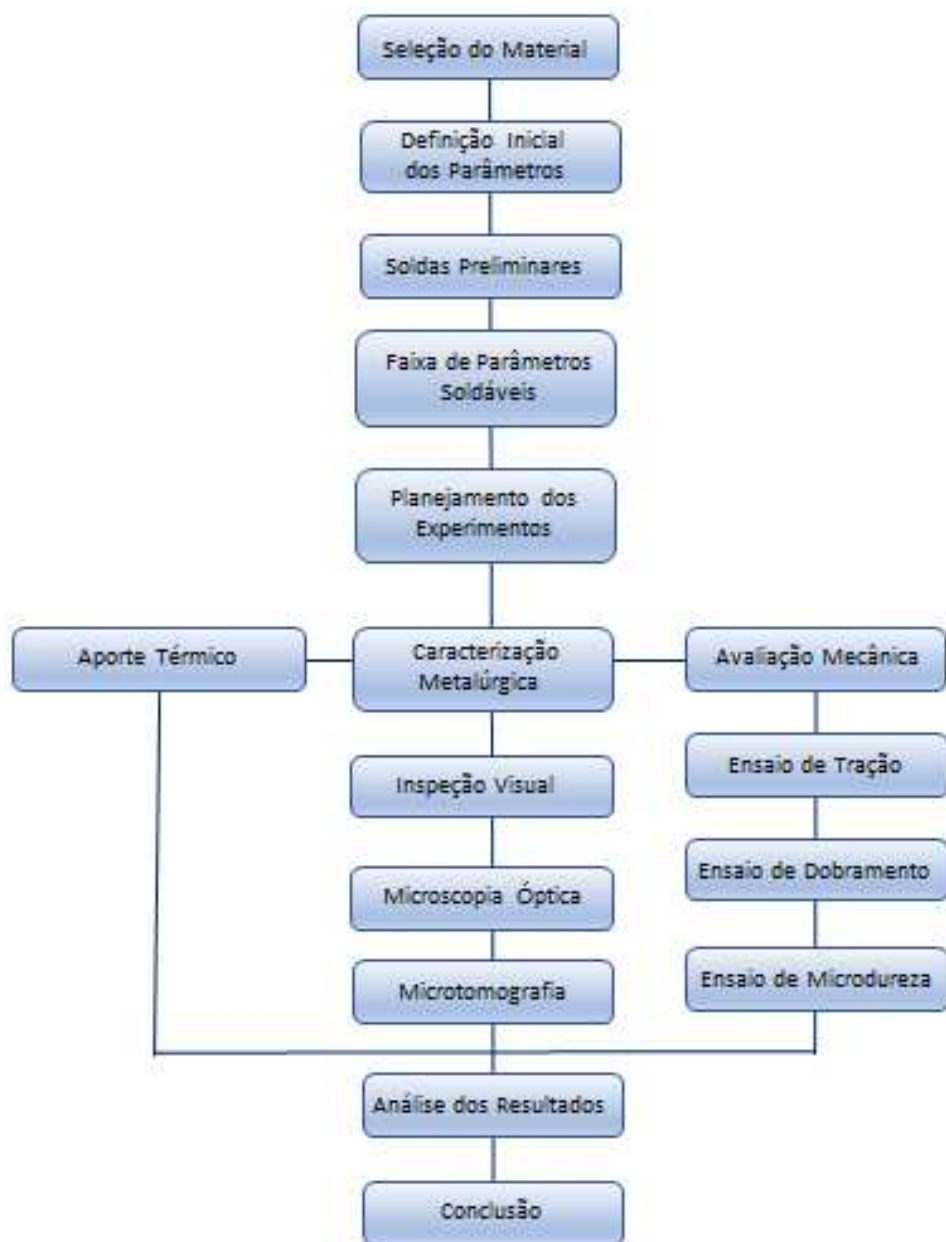 Seleção do Material
Definição Inicial
dos Parâmetros
Soldas Preliminares
Faixa de Parâmetros
Soldáveis
Planejamento dos
Experimentos
Aporte Térmico
Caracterização
Metalúrgica
Avaliação Mecânica
Inspeção Visual
Ensaio de Tração
Microscopia Óptica
Ensaio de Dobramento
Microtomografia
Ensaio de Microdureza
Análise dos Resultados
Conclusão